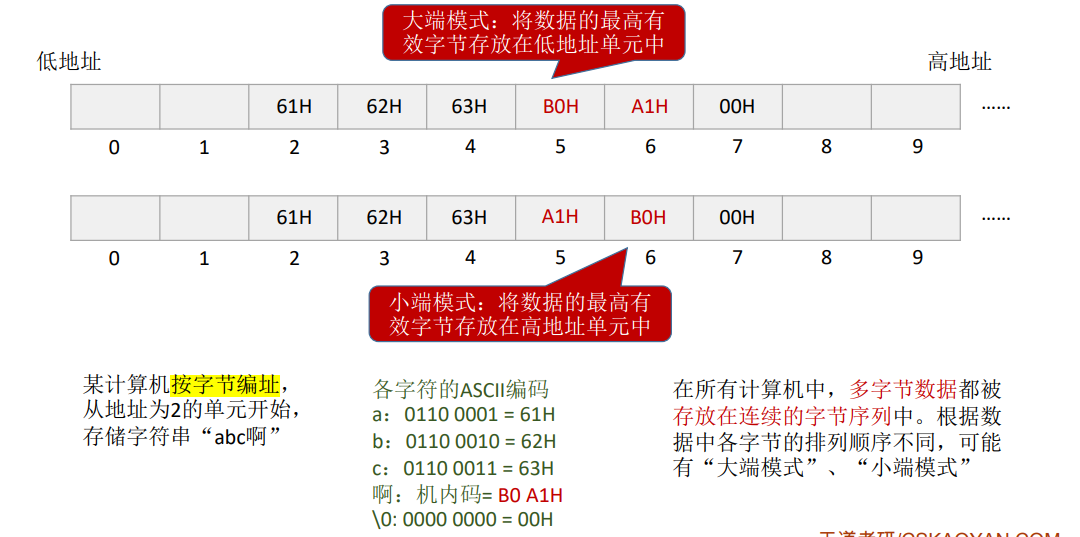 大端模式：将数据的最高有
效字节存放在低地址单元中
低地址
高地址
61H 62H 63H B0H A1H 00H ……
0 1 2 3 4 5 6 7 8 9
61H 62H 63H A1H B0H 00H ……
0 1 2 3 4 5 6 7 8 9
小端模式：将数据的最高有
效字节存放在高地址单元中
某计算机按字节编址，
从地址为2的单元开始，
存储字符串“abc啊”
各字符的ASCII编码
a：0110 0001 = 61H
b：0110 0010 = 62H
c：0110 0011 = 63H
啊：机内码= B0 A1H
\0: 0000 0000 = 00H
在所有计算机中，多字节数据都被
存放在连续的字节序列中。根据数
据中各字节的排列顺序不同，可能
有“大端模式”、“小端模式”